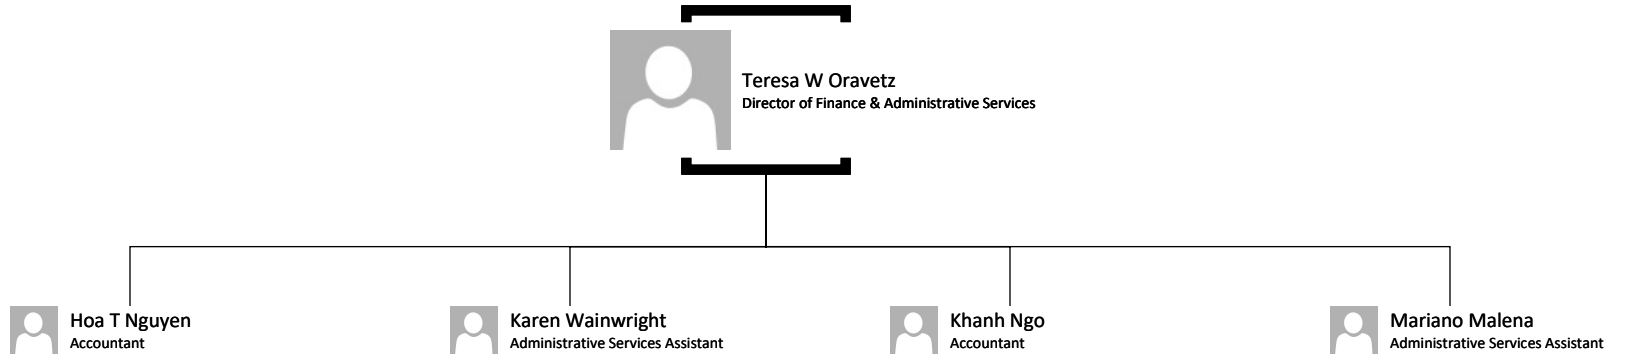 Teresa W Oravetz
Director of Finance & Administrative Services
Hoa T Nguyen
Accountant
Karen Wainwright
Administrative Services Assistant
Khanh Ngo
Accountant
Mariano Malena
Administrative Services Assistant